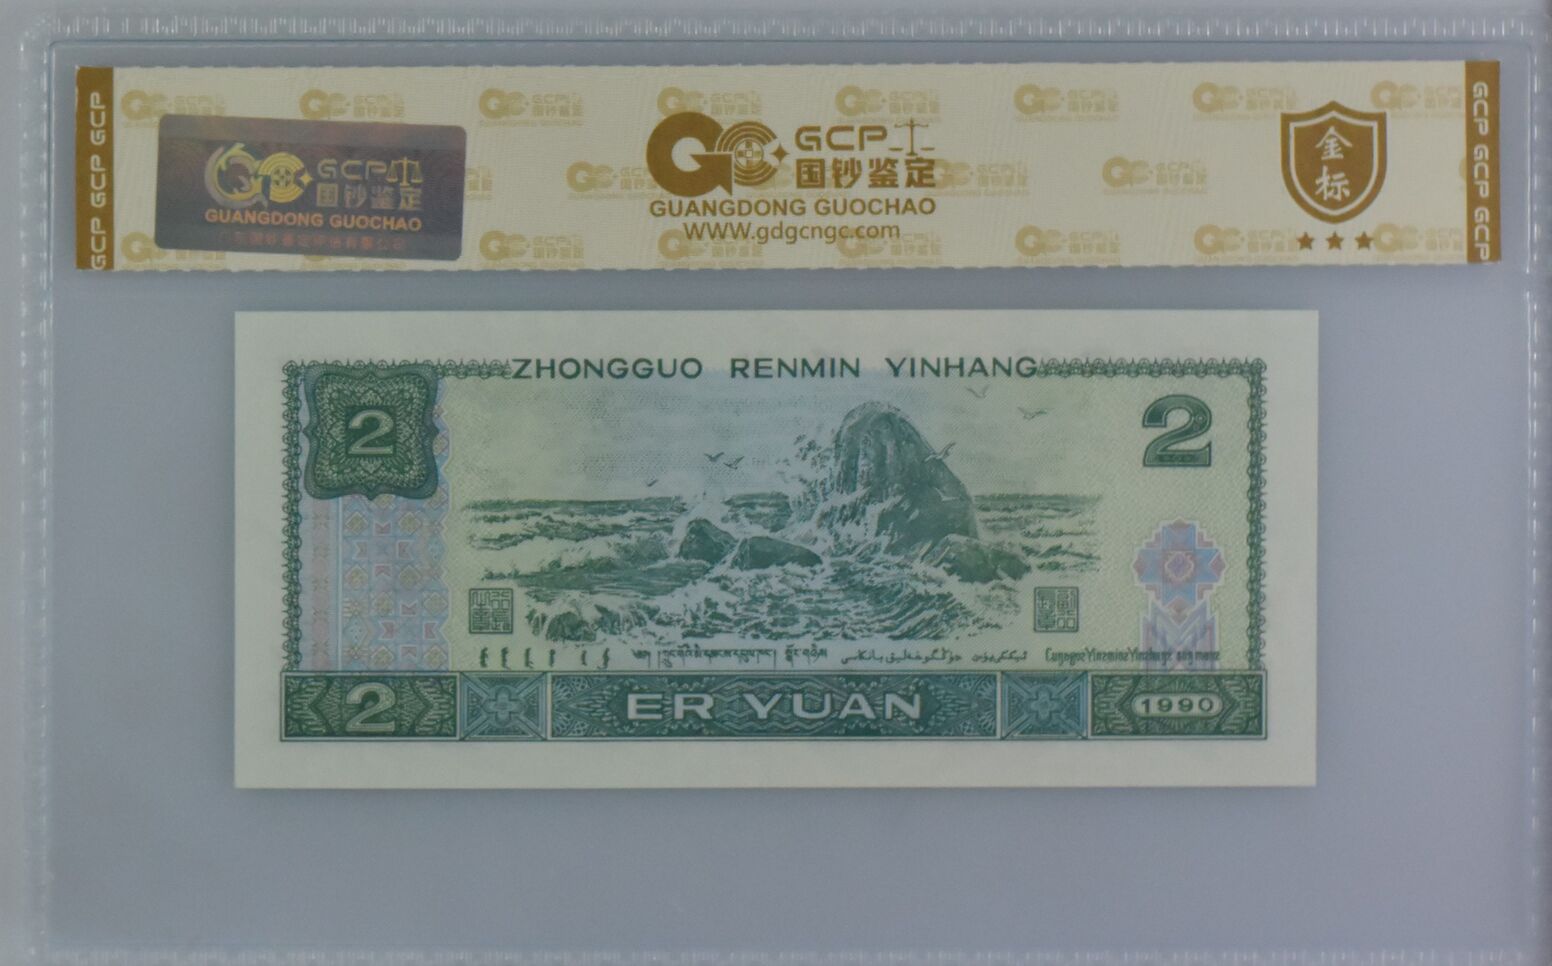 GCP GCP GCP
GCP
国钞鉴定
GUANGDONG GUOCHAO
GCP
国钞鉴定
GUANGDONG GUOCHAO
WWW.gdgcngc.com
金标
GCP GCP GCP
ZHONGGUO RENMIN YINHANG
2
2
2
ER YUAN
1990